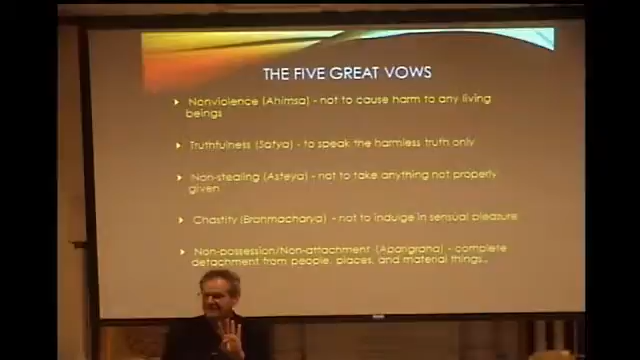 THE FIVE GREAT VOWS
Nonviolence (Ahimsa) - not to cause harm to any living
beings
Truthfulness (Satya) - to speak the harmless truth only
Non-stealing (Asteya) - not to take anything not properly
given
Chastity (Brahmacharya) - not to indulge in sensual pleasure
Non-possession/Non-attachment (Aparigraha) - complete
detachment from people, places, and material things..